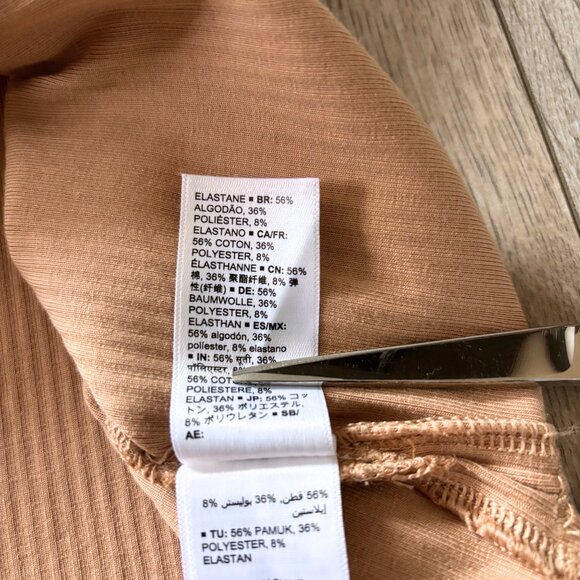 ELASTANE ▪ BR: 56%
ALGODÃO, 36%
POLIÉSTER, 8%
ELASTANO ▪ CA/FR:
56% COTON, 36%
POLYESTER, 8%
ÉLASTHANNE ▪ CN: 56%
棉, 36% 聚酯纤维, 8% 弹
性(纤维) ▪ DE: 56%
BAUMWOLLE, 36%
POLYESTER, 8%
ELASTHAN ▪ ES/MX:
56% algodón, 36%
poliester, 8% elastano
▪ IN: 56% सूती, 36%
पॉलिएस्टर, 8%
56% COT
POLIESTERE, 8%
ELASTAN ▪ JP: 56% コッ
トン, 36% ポリエステル,
8% ポリウレタン ▪ SB/
AE:
56% قطن, 36% بوليستر, 8%
إيلاستين
▪ TU: 56% PAMUK, 36%
POLYESTER, 8%
ELASTAN